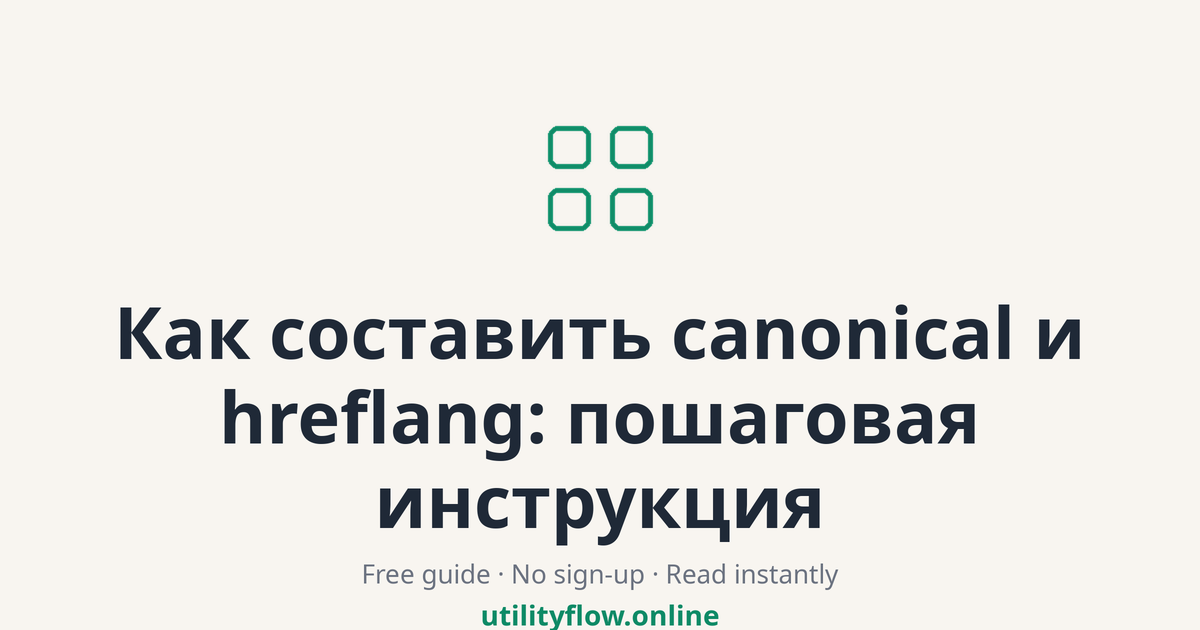 Как составить canonical и
hreflang: пошаговая
инструкция
Free guide · No sign-up · Read instantly
utilityflow.online